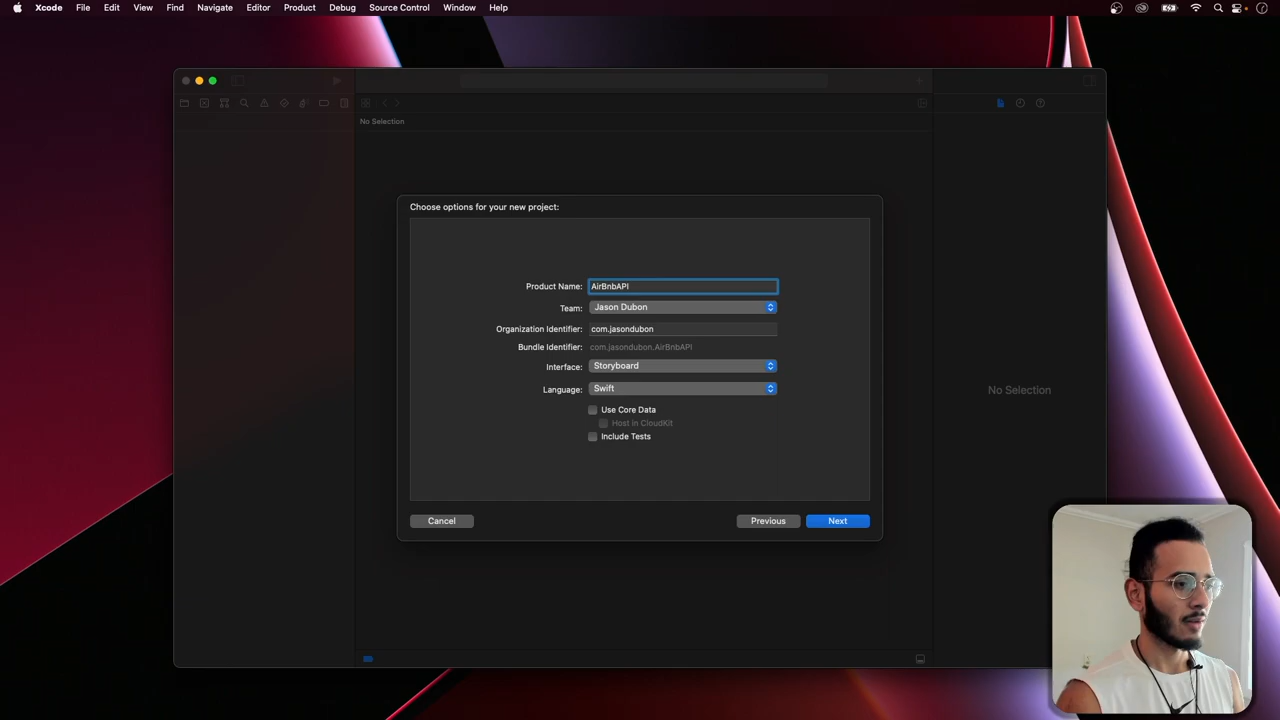 Xcode File Edit View Find Navigate Editor Product Debug Source Control Window Help
No Selection
Choose options for your new project:
Product Name: AirBnbAPI
Team: Jason Dubon
Organization Identifier: com.jasondubon
Bundle Identifier: com.jasondubon.AirBnbAPI
Interface: Storyboard
Language: Swift
Use Core Data
Host in CloudKit
Include Tests
No Selection
Cancel Previous Next